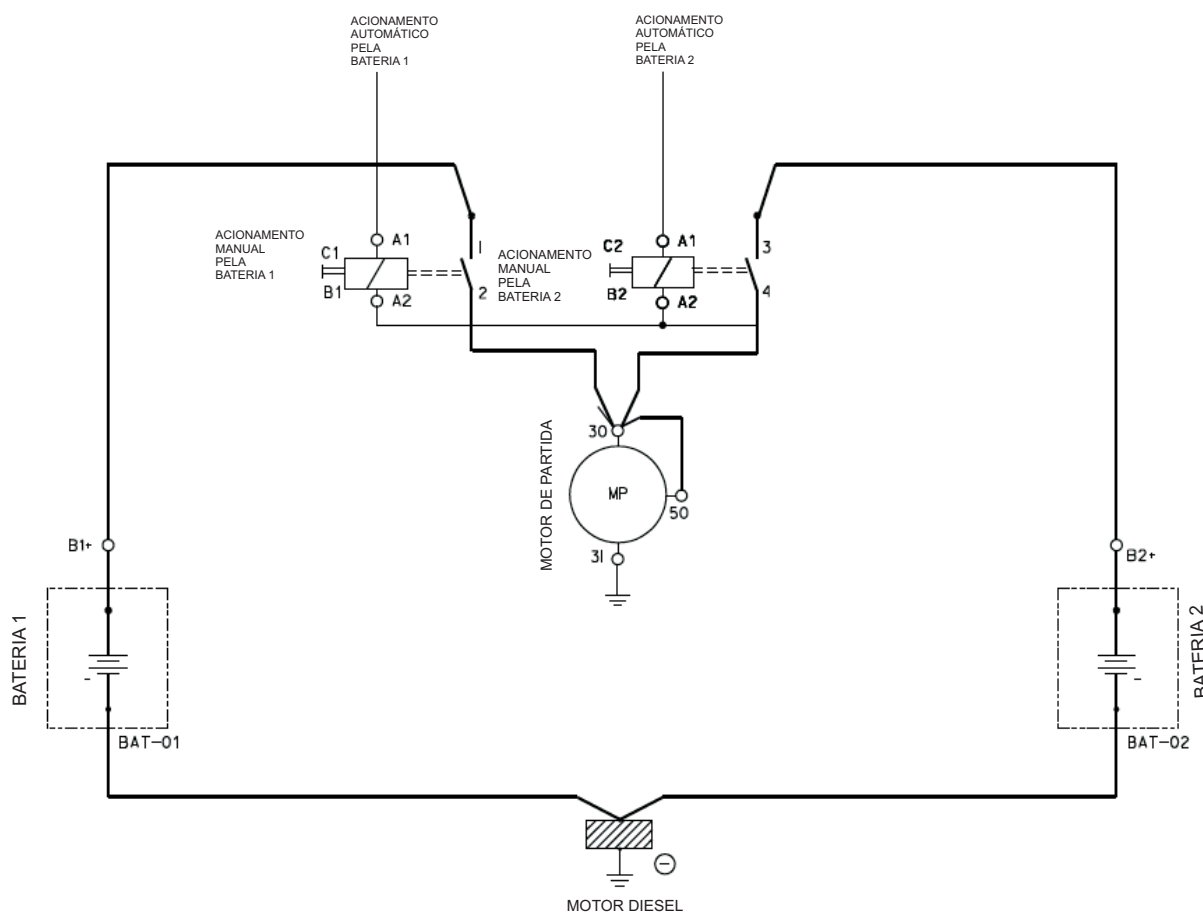 ACIONAMENTO
AUTOMÁTICO
PELA
BATERIA 1
ACIONAMENTO
AUTOMÁTICO
PELA
BATERIA 2
ACIONAMENTO
MANUAL
PELA
BATERIA 1
C1
B1
A1
A2
1
2
ACIONAMENTO
MANUAL
PELA
BATERIA 2
C2
B2
A1
A2
3
4
MOTOR DE PARTIDA
30
MP
50
31
B1+
BATERIA 1
-
BAT-01
B2+
BATERIA 2
-
BAT-02
-
MOTOR DIESEL